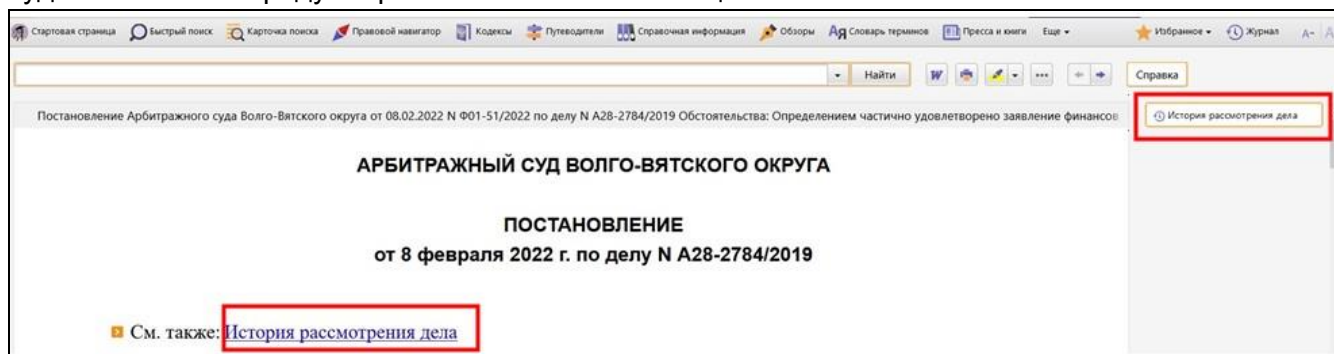 Стартовая страница Быстрый поиск Карточка поиска Правовой навигатор Кодексы Путеводители Справочная информация Обзоры Словарь терминов Пресса и книги Еще Избранное Журнал А-
Найти W ••• Справка
Постановление Арбитражного суда Волго-Вятского округа от 08.02.2022 N Ф01-51/2022 по делу N А28-2784/2019 Обстоятельства: Определением частично удовлетворено заявление финансов
История рассмотрения дела
АРБИТРАЖНЫЙ СУД ВОЛГО-ВЯТСКОГО ОКРУГА
ПОСТАНОВЛЕНИЕ
от 8 февраля 2022 г. по делу N А28-2784/2019
См. также: История рассмотрения дела